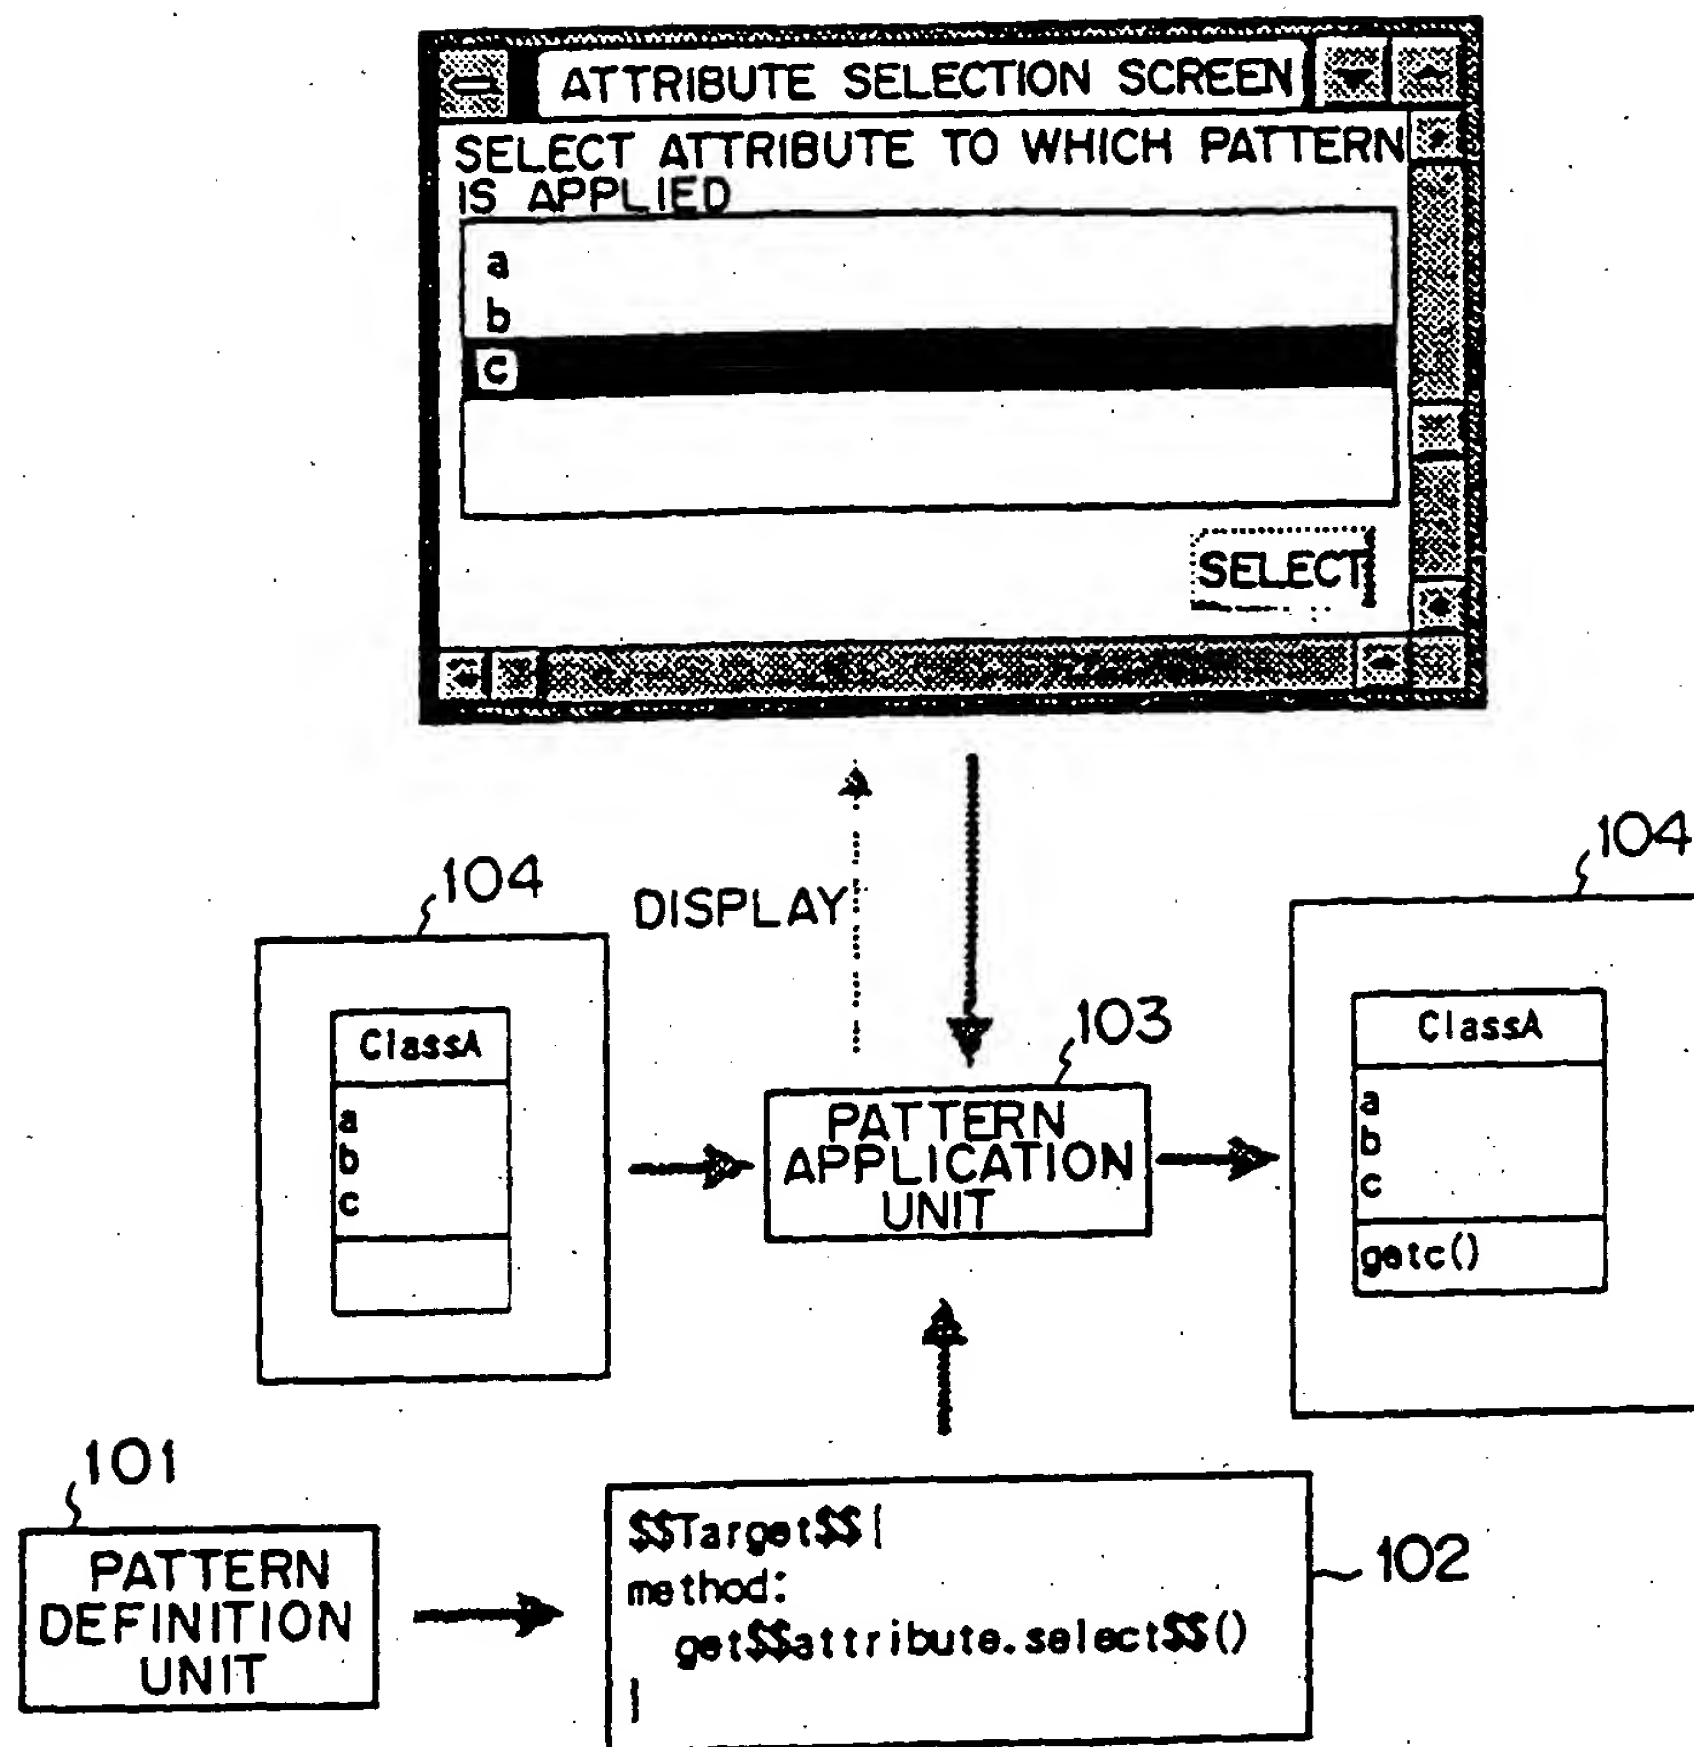 ATTRIBUTE SELECTION SCREEN
SELECT ATTRIBUTE TO WHICH PATTERN
IS APPLIED
a
b
c
SELECT
DISPLAY
104
ClassA
a
b
c
103
PATTERN
APPLICATION
UNIT
104
ClassA
a
b
c
getc()
101
PATTERN
DEFINITION
UNIT
102
$$Target$${
method:
get$$attribute.select$$()
}